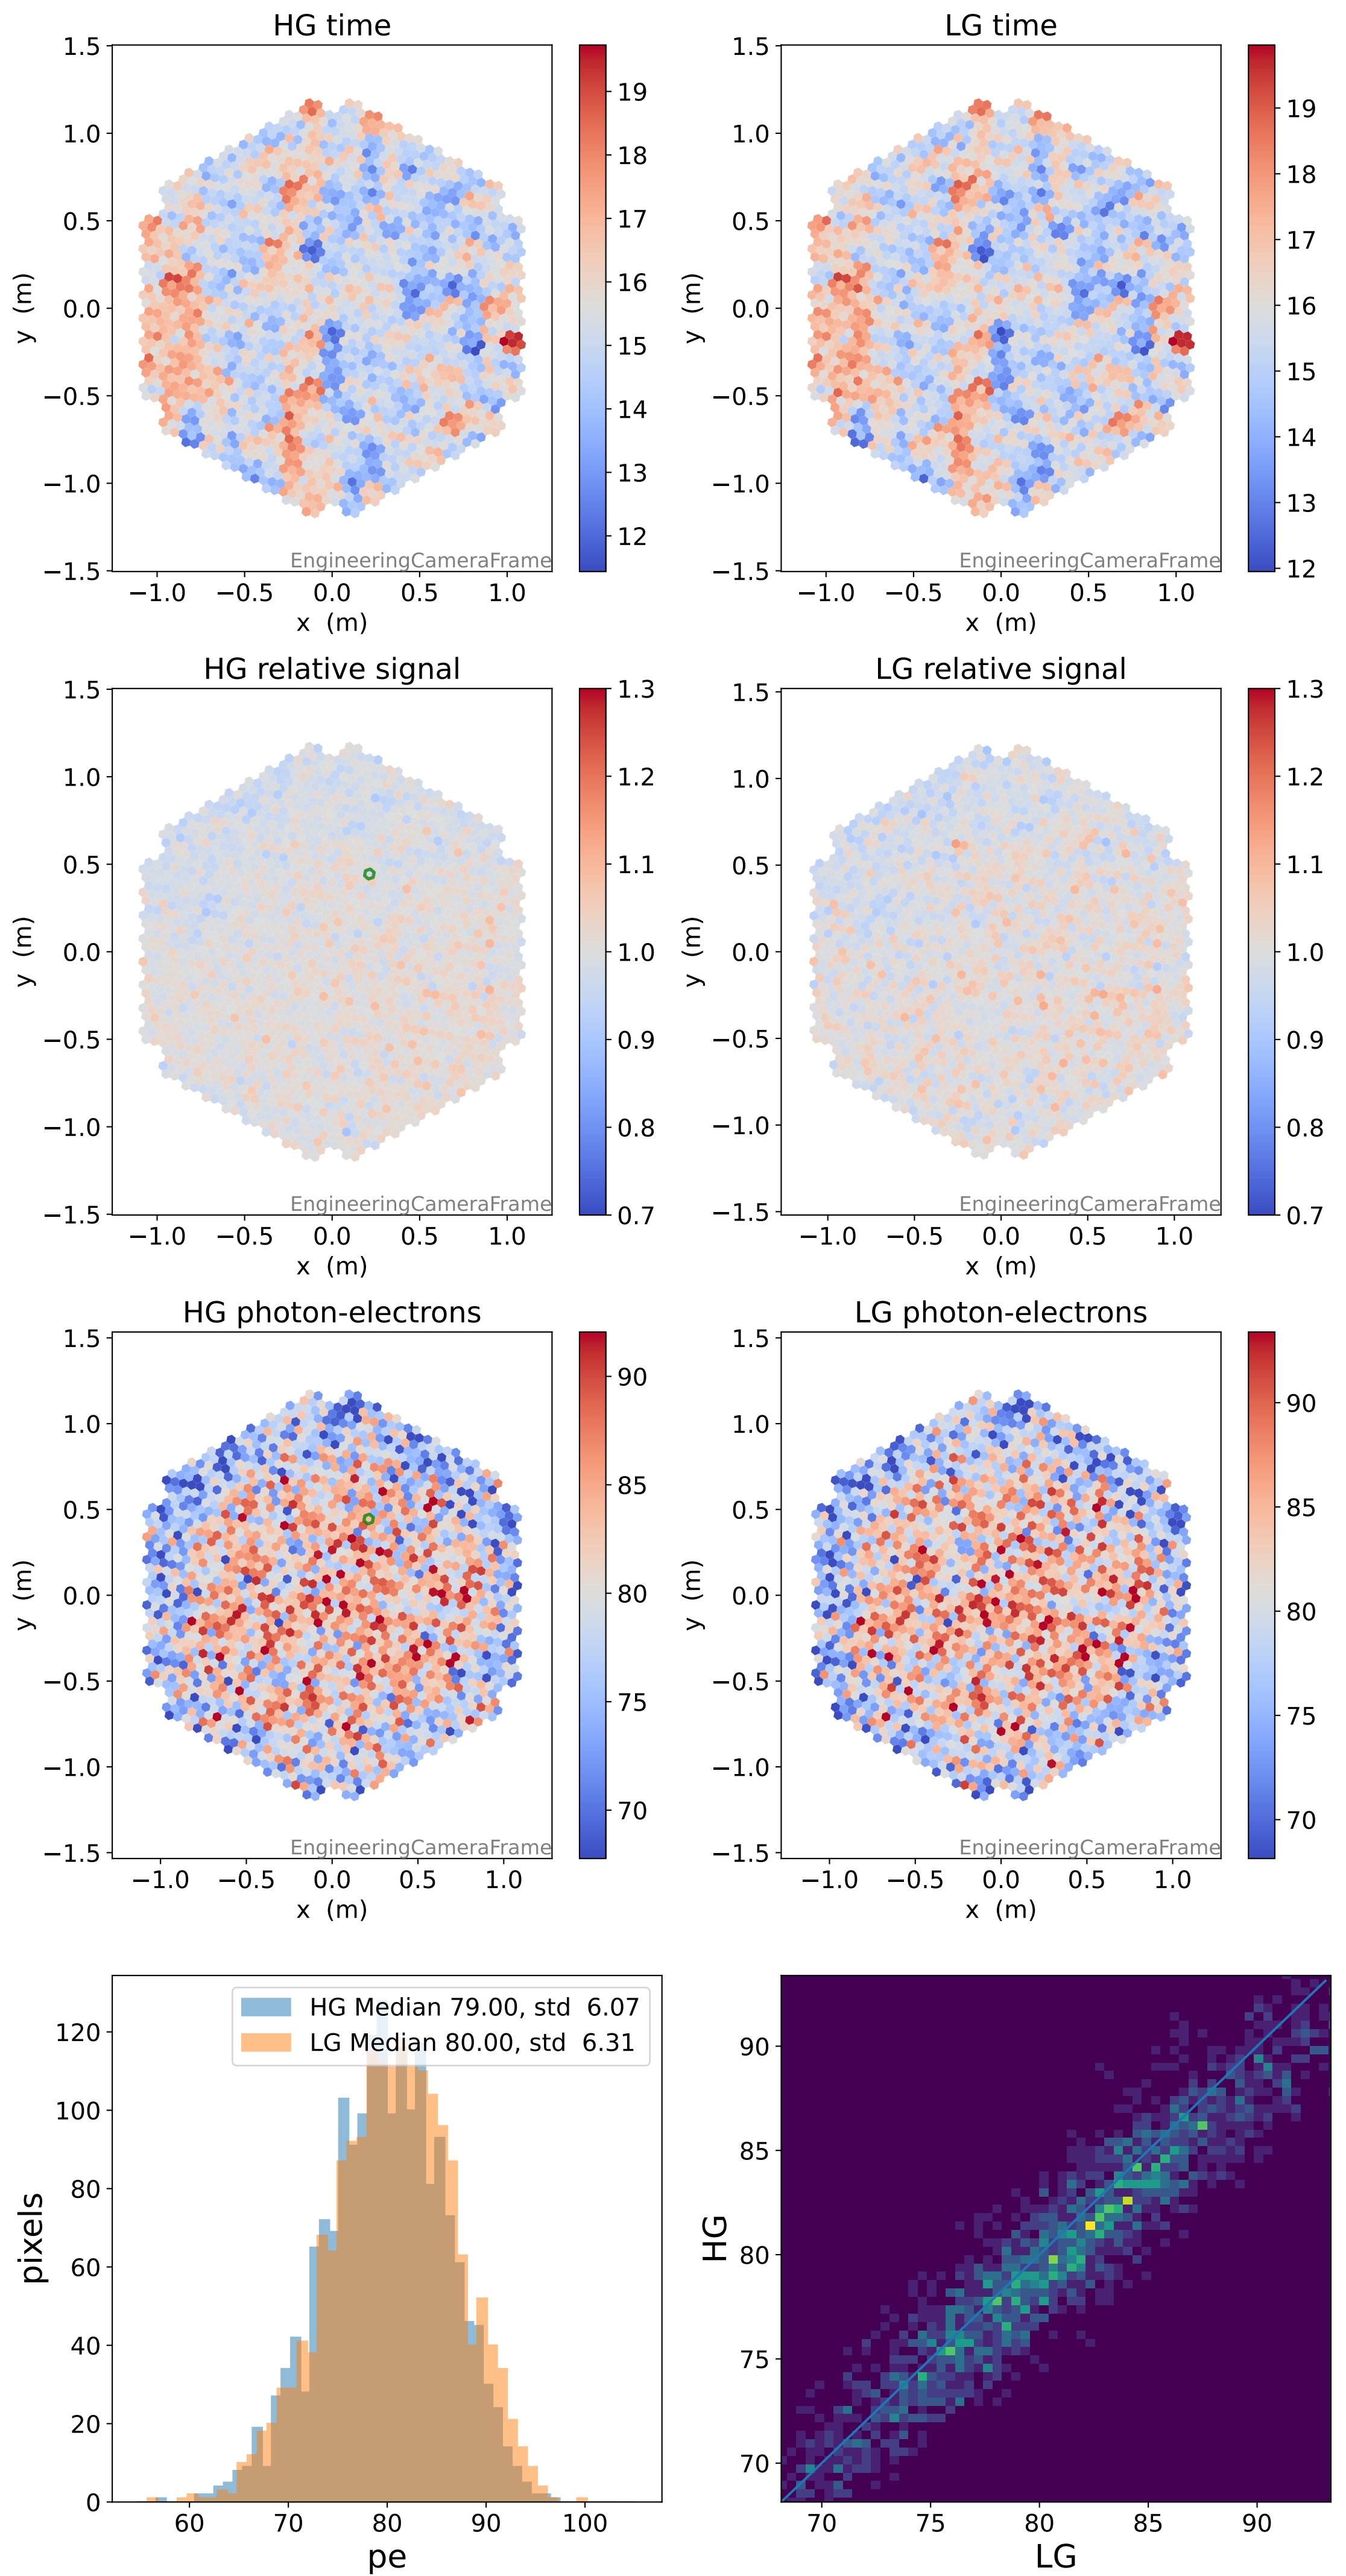 HG time
LG time
1.5
1.0
0.5
0.0
−0.5
−1.0
−1.5
y (m)
−1.0 −0.5 0.0 0.5 1.0
x (m)
EngineeringCameraFrame
19
18
17
16
15
14
13
12
1.5
1.0
0.5
0.0
−0.5
−1.0
−1.5
y (m)
−1.0 −0.5 0.0 0.5 1.0
x (m)
EngineeringCameraFrame
19
18
17
16
15
14
13
12
HG relative signal
LG relative signal
1.5
1.0
0.5
0.0
−0.5
−1.0
−1.5
y (m)
−1.0 −0.5 0.0 0.5 1.0
x (m)
EngineeringCameraFrame
1.3
1.2
1.1
1.0
0.9
0.8
0.7
1.5
1.0
0.5
0.0
−0.5
−1.0
−1.5
y (m)
−1.0 −0.5 0.0 0.5 1.0
x (m)
EngineeringCameraFrame
1.3
1.2
1.1
1.0
0.9
0.8
0.7
HG photon-electrons
LG photon-electrons
1.5
1.0
0.5
0.0
−0.5
−1.0
−1.5
y (m)
−1.0 −0.5 0.0 0.5 1.0
x (m)
EngineeringCameraFrame
90
85
80
75
70
1.5
1.0
0.5
0.0
−0.5
−1.0
−1.5
y (m)
−1.0 −0.5 0.0 0.5 1.0
x (m)
EngineeringCameraFrame
90
85
80
75
70
HG Median 79.00, std 6.07
LG Median 80.00, std 6.31
120
100
80
60
40
20
0
pixels
60 70 80 90 100
pe
90
85
80
75
70
HG
70 75 80 85 90
LG